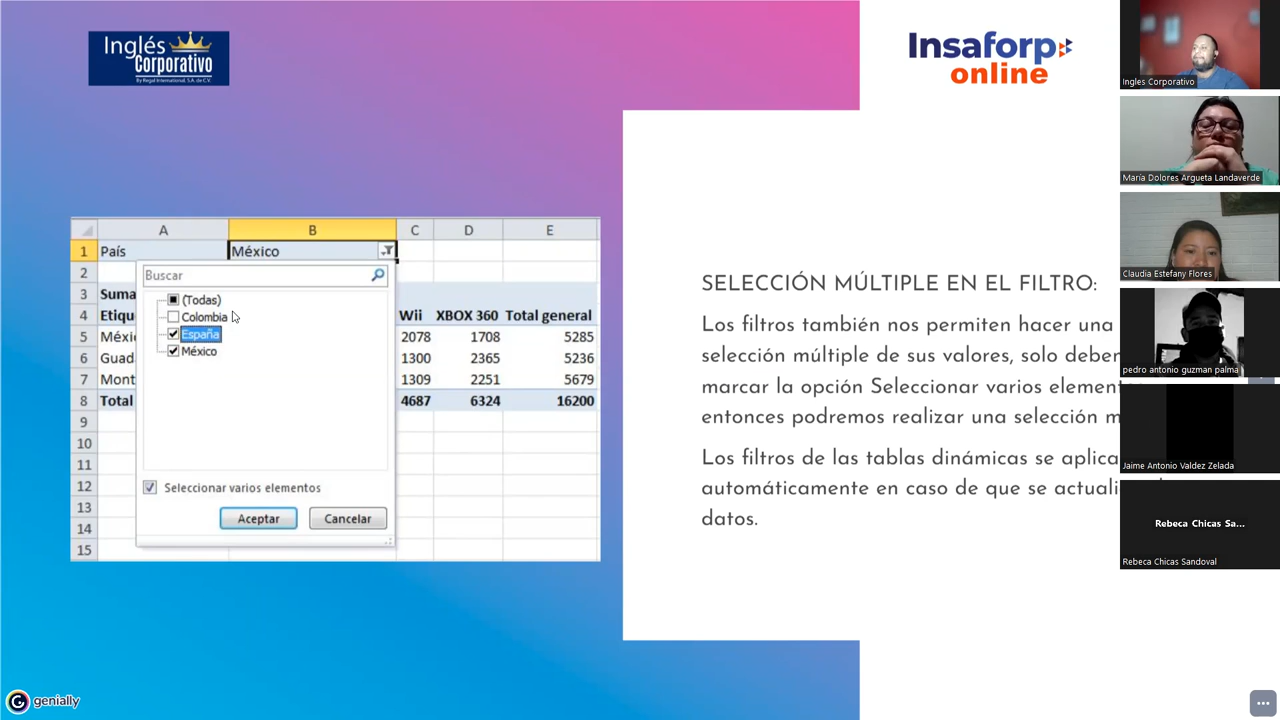 Inglés
Corporativo
By Regal International, S.A. de C.V.
Insaforp
online
A B C D E
1 País México
2
3 Suma
4 Etique Wii XBOX 360 Total general
5 Méxi 2078 1708 5285
6 Guad 1300 2365 5236
7 Mont 1309 2251 5679
8 Total 4687 6324 16200
9
10
11
12
13
14
15
Buscar
(Todas)
Colombia
España
México
Seleccionar varios elementos
Aceptar Cancelar
SELECCIÓN MÚLTIPLE EN EL FILTRO:
Los filtros también nos permiten hacer una
selección múltiple de sus valores, solo deben
marcar la opción Seleccionar varios element
entonces podremos realizar una selección m
Los filtros de las tablas dinámicas se aplica
automáticamente en caso de que se actuali
datos.
Ingles Corporativo
María Dolores Argueta Landaverde
Claudia Estefany Flores
pedro antonio guzman palma
Jaime Antonio Valdez Zelada
Rebeca Chicas Sa...
Rebeca Chicas Sandoval
genially